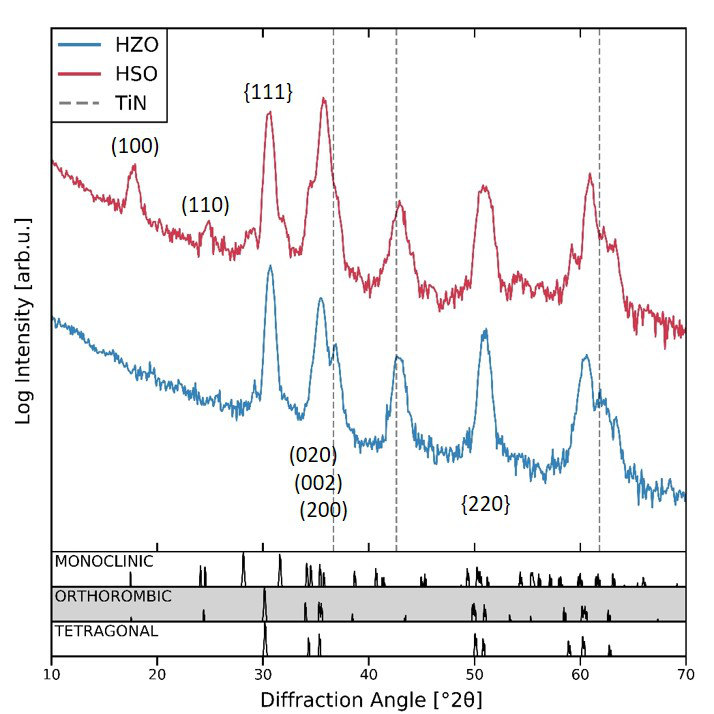 HZO
HSO
TiN
{111}
(100)
(110)
(020)
(002)
(200)
{220}
Log Intensity [arb.u.]
MONOCLINIC
ORTHOROMBIC
TETRAGONAL
10 20 30 40 50 60 70
Diffraction Angle [°2θ]